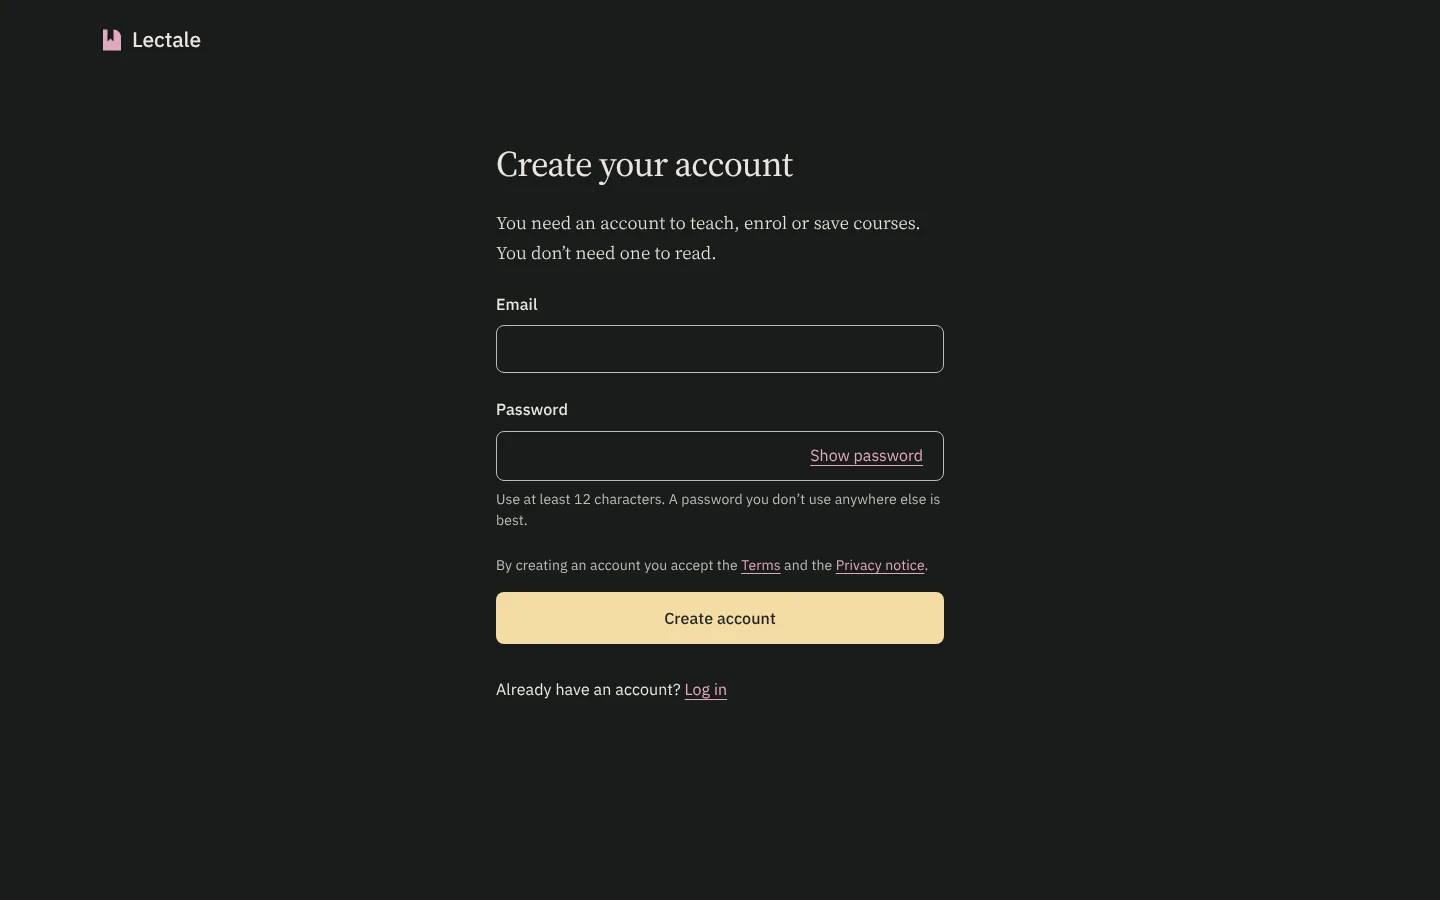 Lectale
Create your account
You need an account to teach, enrol or save courses.
You don’t need one to read.
Email
Password
Show password
Use at least 12 characters. A password you don’t use anywhere else is
best.
By creating an account you accept the Terms and the Privacy notice.
Create account
Already have an account? Log in